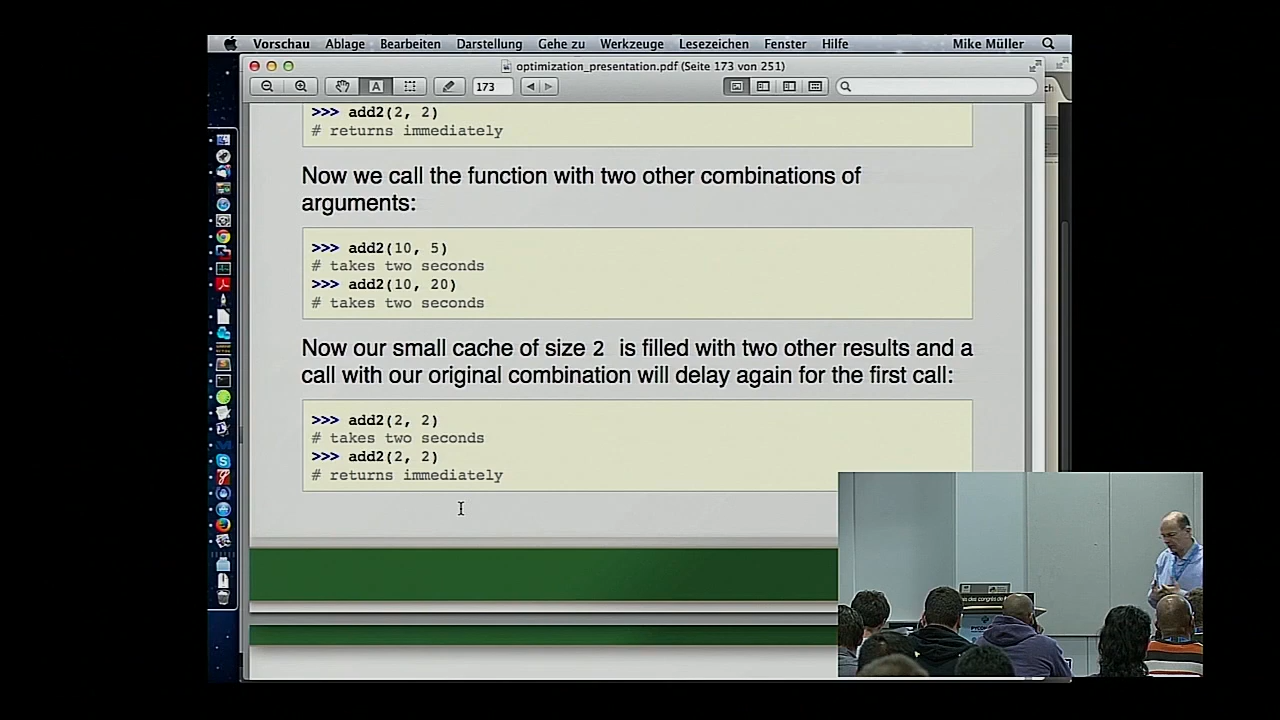 Vorschau Ablage Bearbeiten Darstellung Gehe zu Werkzeuge Lesezeichen Fenster Hilfe Mike Müller
optimization_presentation.pdf (Seite 173 von 251)
173
>>> add2(2, 2)
# returns immediately
Now we call the function with two other combinations of
arguments:
>>> add2(10, 5)
# takes two seconds
>>> add2(10, 20)
# takes two seconds
Now our small cache of size 2 is filled with two other results and a
call with our original combination will delay again for the first call:
>>> add2(2, 2)
# takes two seconds
>>> add2(2, 2)
# returns immediately